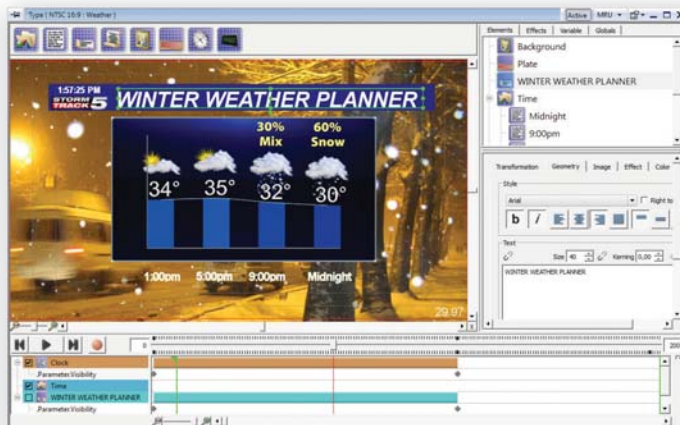 Type ( NTSC 16:9 : Weather )
Active MRU
Elements Effects Variable Globals
Background
Plate
WINTER WEATHER PLANNER
Time
Midnight
9:00pm
1:57:25 PM
STORM
TRACK 5
WINTER WEATHER PLANNER
30% 60%
Mix Snow
34° 35° 32° 30°
1:00pm 5:00pm 9:00pm Midnight
29.97
Transformation Geometry Image Effect Color
Style
Arial
Right to
b i
Text
Size 40 Kerning 0,00
WINTER WEATHER PLANNER
0
200
Clock
.Parameter.Visibility
Time
WINTER WEATHER PLANNER
.Parameter.Visibility